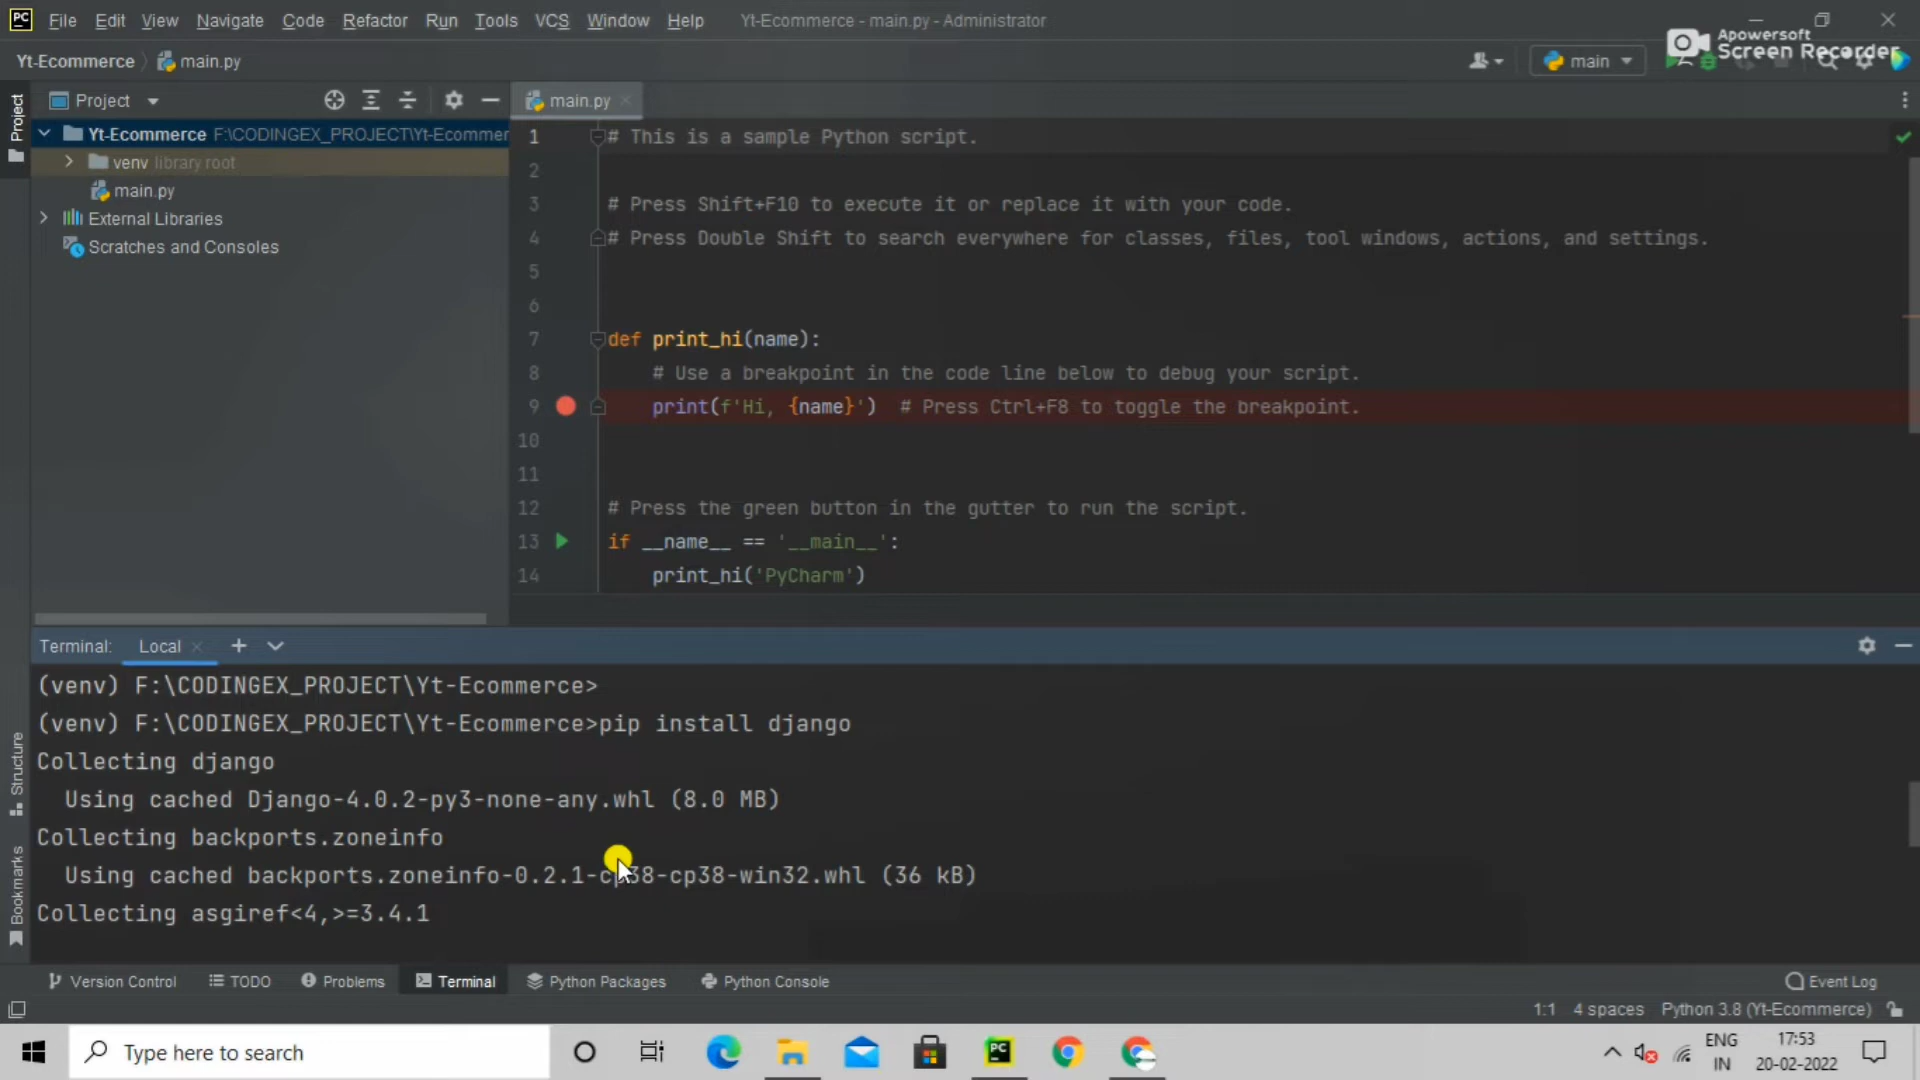 PC File Edit View Navigate Code Refactor Run Tools VCS Window Help Yt-Ecommerce - main.py - Administrator
Apowersoft
Screen Recorder
Yt-Ecommerce main.py main
Project
Project main.py
Yt-Ecommerce F:\CODINGEX_PROJECT\Yt-Ecommer
venv library root
main.py
External Libraries
Scratches and Consoles
1 # This is a sample Python script.
2
3 # Press Shift+F10 to execute it or replace it with your code.
4 # Press Double Shift to search everywhere for classes, files, tool windows, actions, and settings.
5
6
7 def print_hi(name):
8 # Use a breakpoint in the code line below to debug your script.
9 print(f'Hi, {name}') # Press Ctrl+F8 to toggle the breakpoint.
10
11
12 # Press the green button in the gutter to run the script.
13 if __name__ == '__main__':
14 print_hi('PyCharm')
Terminal: Local
(venv) F:\CODINGEX_PROJECT\Yt-Ecommerce>
(venv) F:\CODINGEX_PROJECT\Yt-Ecommerce>pip install django
Collecting django
Using cached Django-4.0.2-py3-none-any.whl (8.0 MB)
Collecting backports.zoneinfo
Using cached backports.zoneinfo-0.2.1-cp38-cp38-win32.whl (36 kB)
Collecting asgiref<4,>=3.4.1
Structure
Bookmarks
Version Control TODO Problems Terminal Python Packages Python Console Event Log
1:1 4 spaces Python 3.8 (Yt-Ecommerce)
Type here to search
PC
ENG
IN
17:53
20-02-2022